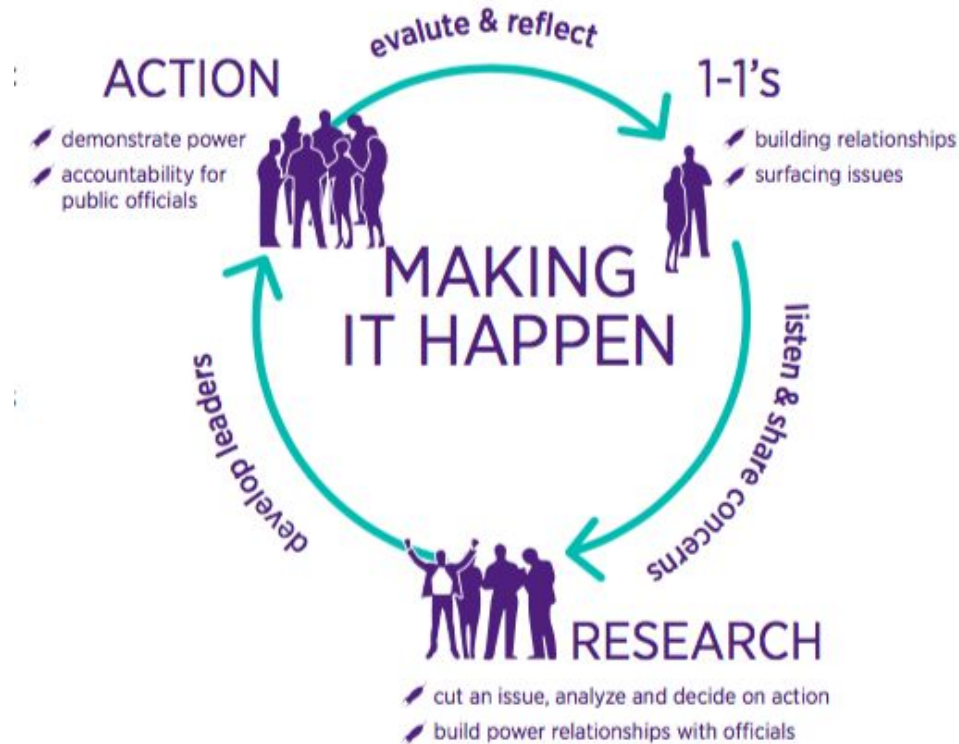 evalute & reflect
ACTION
demonstrate power
accountability for
public officials
1-1's
building relationships
surfacing issues
MAKING
IT HAPPEN
listen & share concerns
develop leaders
RESEARCH
cut an issue, analyze and decide on action
build power relationships with officials